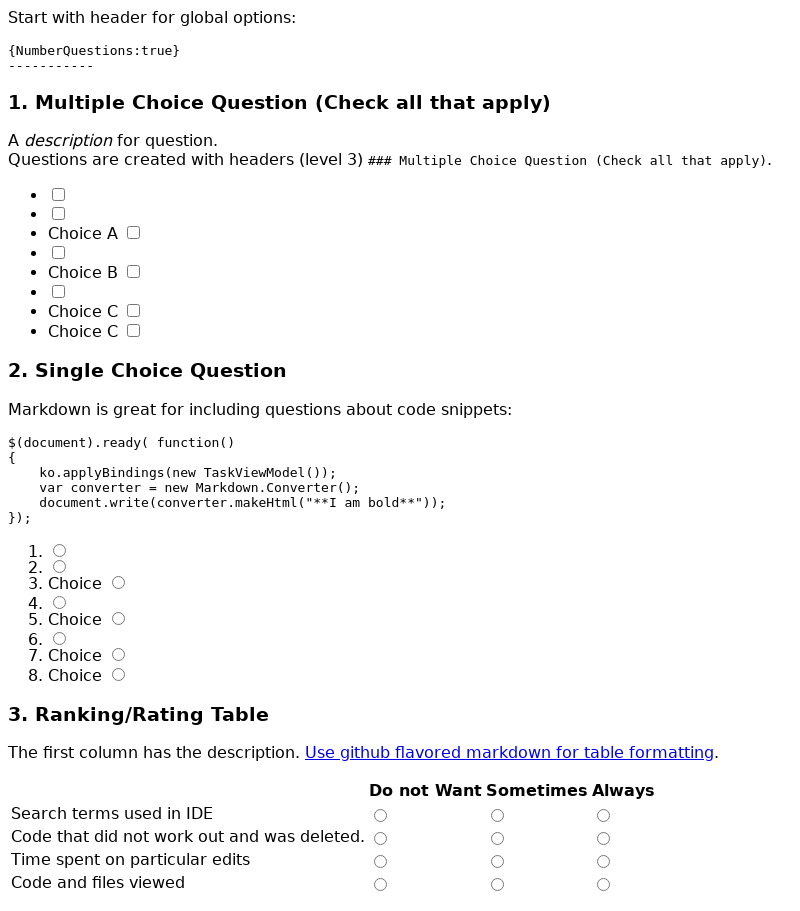 Start with header for global options:
{NumberQuestions:true}
-----------
1. Multiple Choice Question (Check all that apply)
A description for question.
Questions are created with headers (level 3) ### Multiple Choice Question (Check all that apply).
Choice A
Choice B
Choice C
Choice C
2. Single Choice Question
Markdown is great for including questions about code snippets:
$(document).ready( function()
{
    ko.applyBindings(new TaskViewModel());
    var converter = new Markdown.Converter();
    document.write(converter.makeHtml("**I am bold**"));
});
1.
2.
3. Choice
4.
5. Choice
6.
7. Choice
8. Choice
3. Ranking/Rating Table
The first column has the description. Use github flavored markdown for table formatting.
Do not Want Sometimes Always
Search terms used in IDE
Code that did not work out and was deleted.
Time spent on particular edits
Code and files viewed